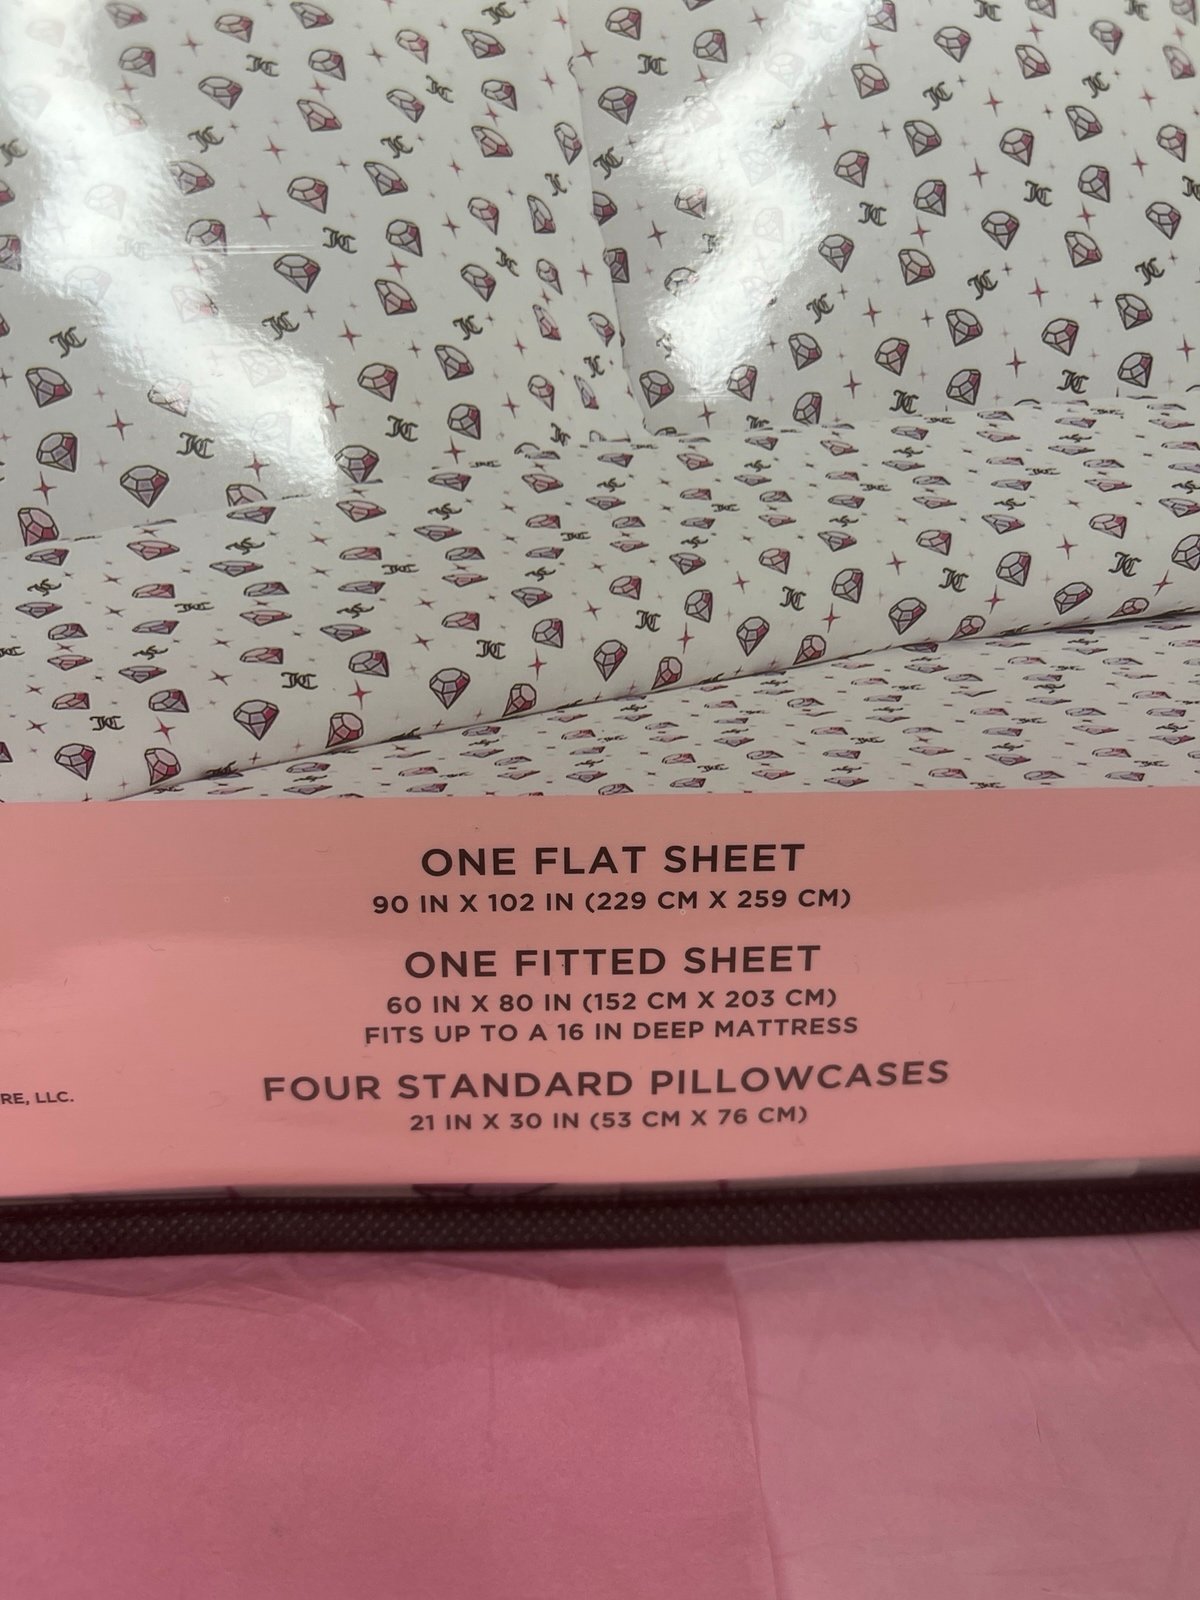 ONE FLAT SHEET
90 IN X 102 IN (229 CM X 259 CM)
ONE FITTED SHEET
60 IN X 80 IN (152 CM X 203 CM)
FITS UP TO A 16 IN DEEP MATTRESS
RE, LLC.
FOUR STANDARD PILLOWCASES
21 IN X 30 IN (53 CM X 76 CM)